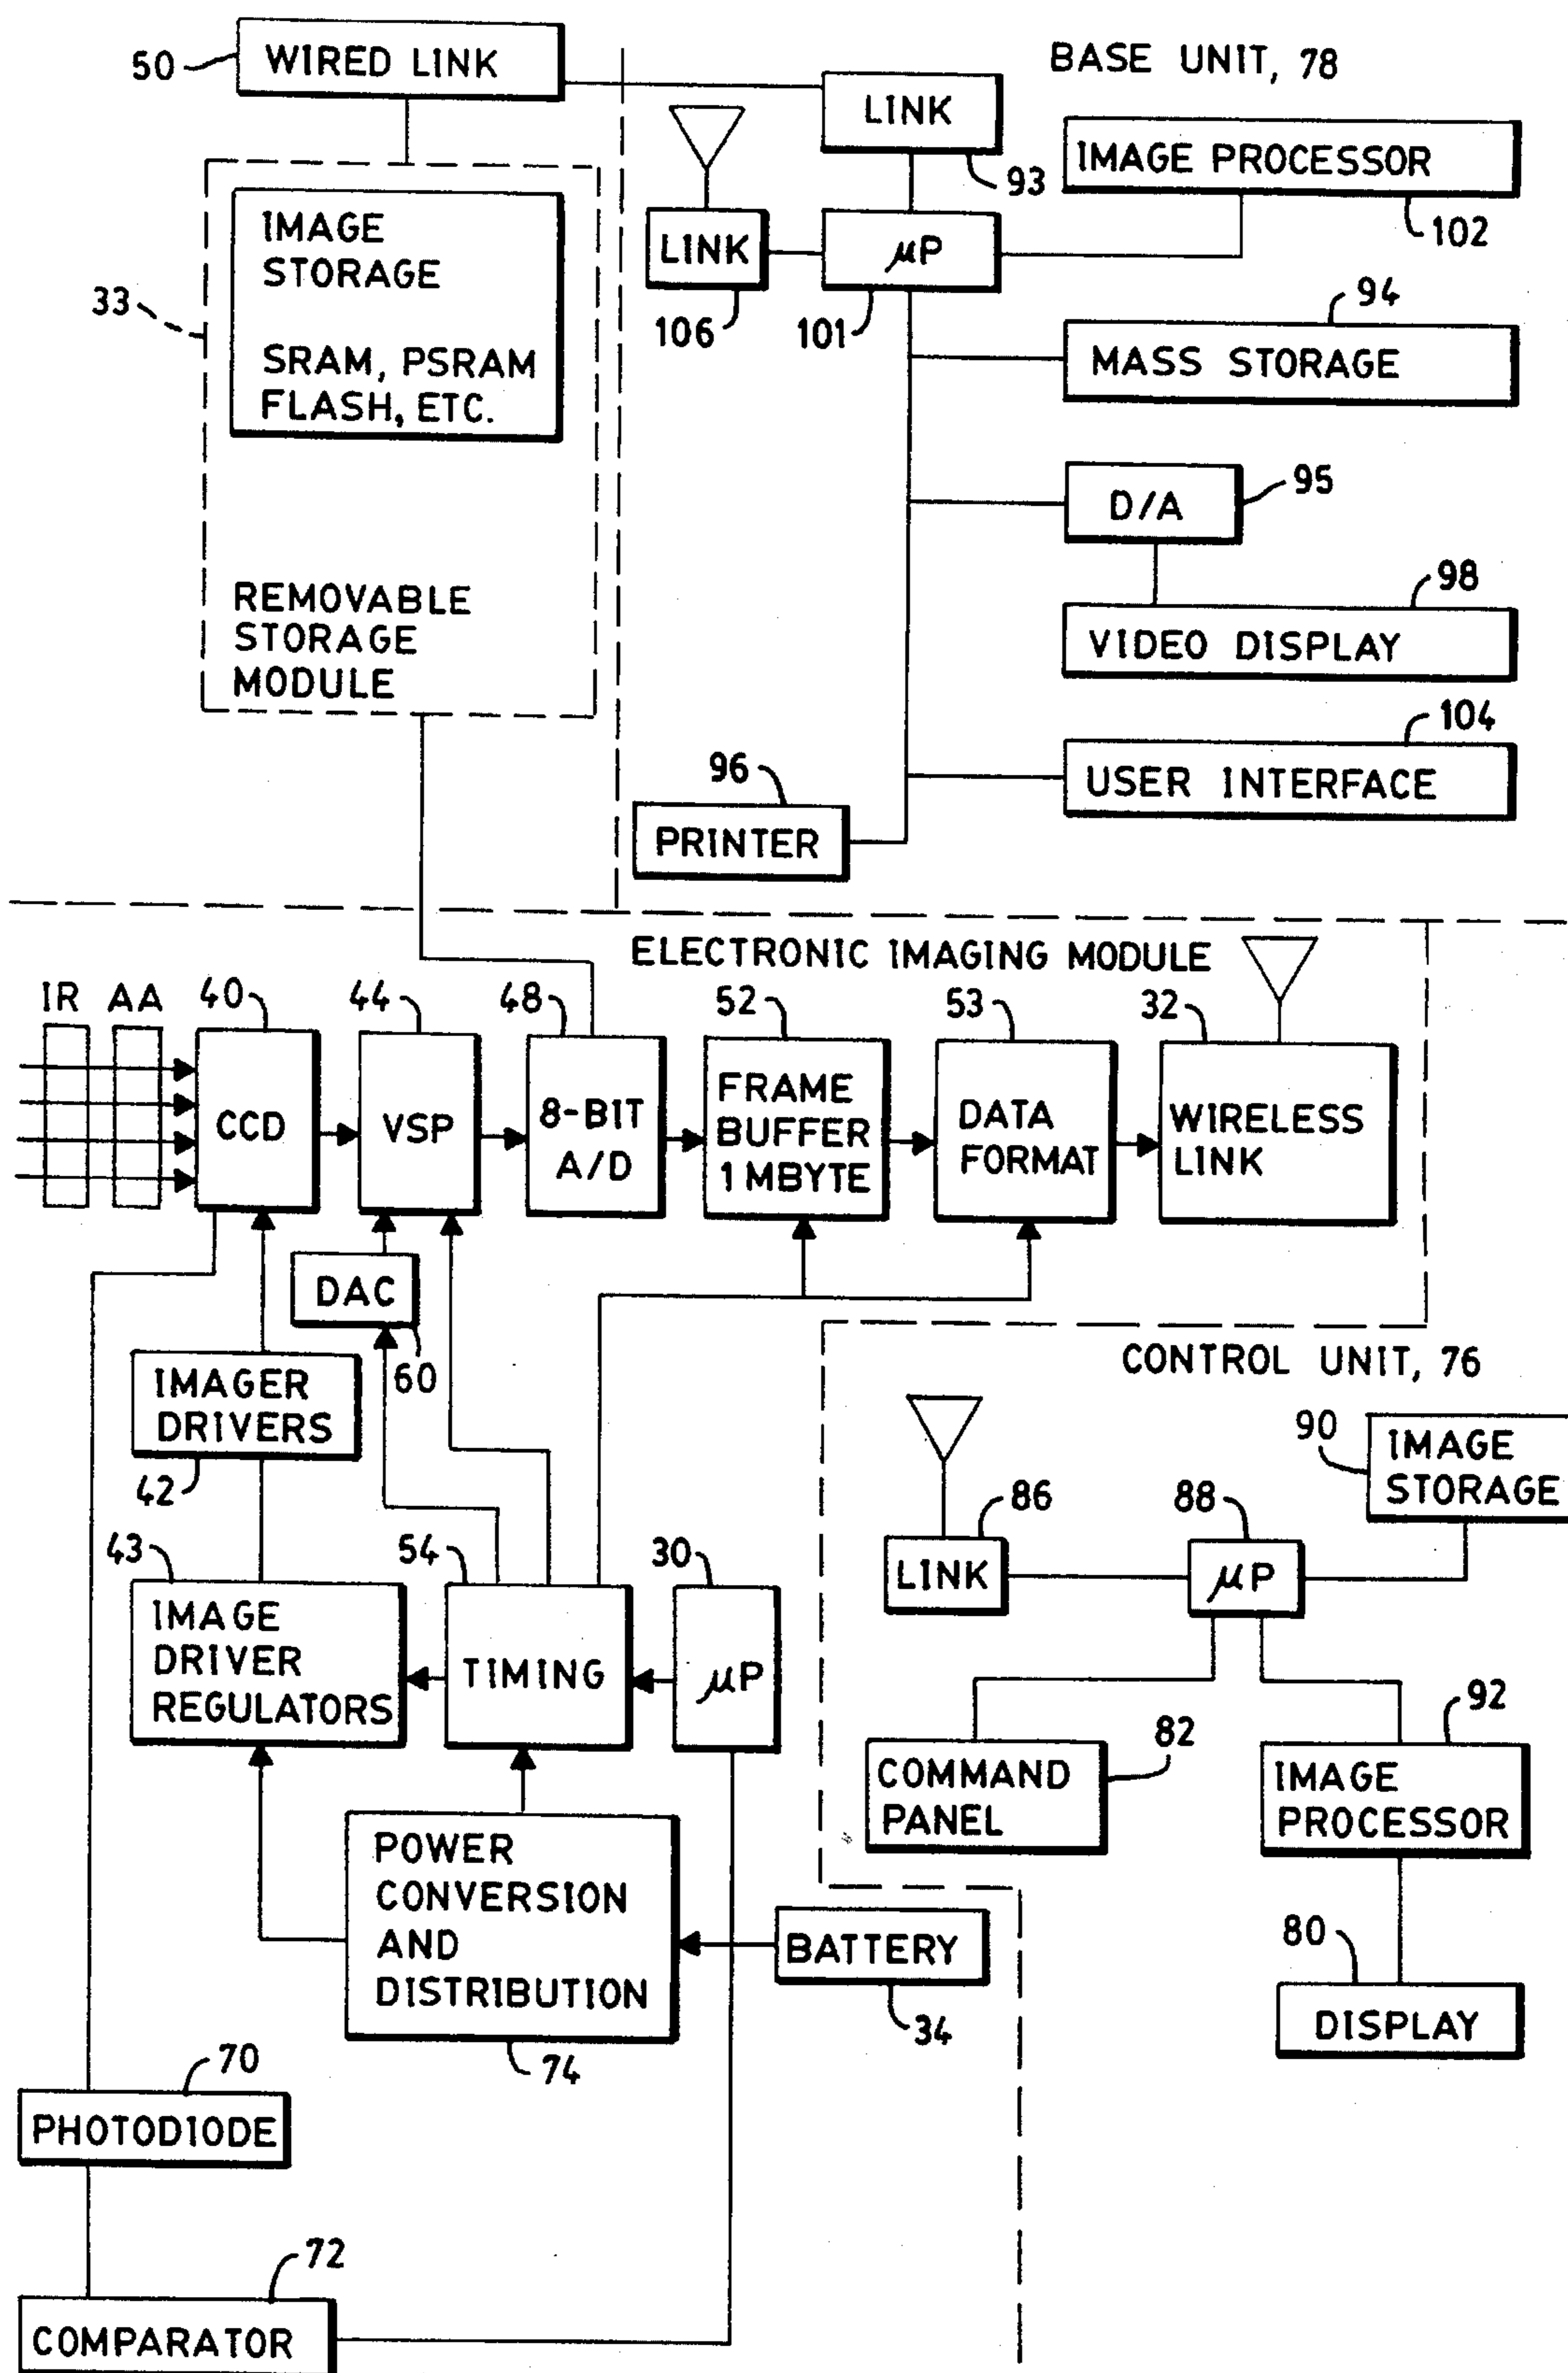 50
WIRED LINK
BASE UNIT, 78
LINK
93
IMAGE PROCESSOR
102
IMAGE
STORAGE
SRAM, PSRAM
FLASH, ETC.
33
LINK
106
μP
101
94
MASS STORAGE
D/A
95
98
VIDEO DISPLAY
REMOVABLE
STORAGE
MODULE
104
USER INTERFACE
96
PRINTER
ELECTRONIC IMAGING MODULE
IR
AA
40
CCD
44
VSP
48
8-BIT
A/D
52
FRAME
BUFFER
1 MBYTE
53
DATA
FORMAT
32
WIRELESS
LINK
DAC
60
IMAGER
DRIVERS
42
CONTROL UNIT, 76
90
IMAGE
STORAGE
86
LINK
88
μP
43
IMAGE
DRIVER
REGULATORS
54
TIMING
30
μP
82
COMMAND
PANEL
92
IMAGE
PROCESSOR
POWER
CONVERSION
AND
DISTRIBUTION
74
BATTERY
34
80
DISPLAY
70
PHOTODIODE
72
COMPARATOR